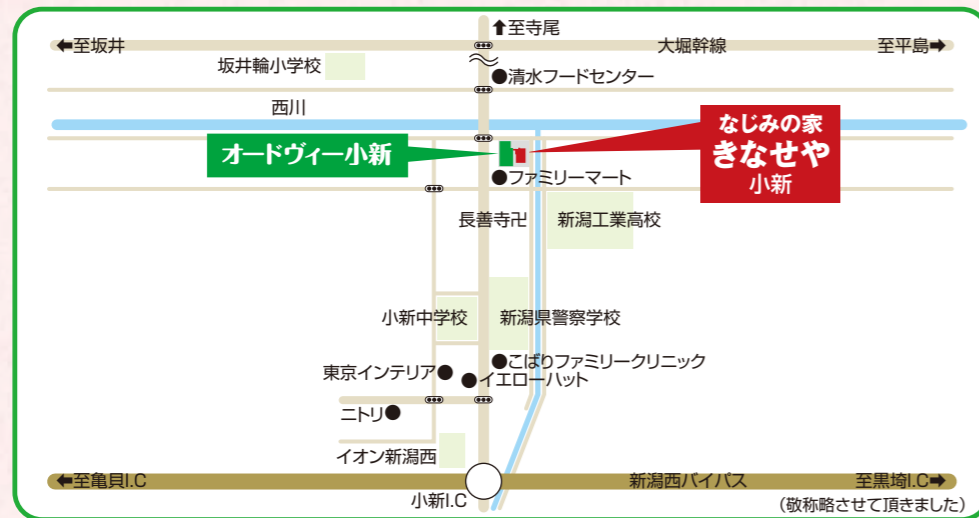 ⬆至寺尾
⬅至坂井
大堀幹線
至平島➡
坂井輪小学校
●清水フードセンター
西川
オードヴィー小新
なじみの家
きなせや
小新
●ファミリーマート
長善寺卍
新潟工業高校
小新中学校
新潟県警察学校
●こばりファミリークリニック
東京インテリア●
●イエローハット
ニトリ●
イオン新潟西
⬅至亀貝I.C
新潟西バイパス
至黒埼I.C➡
小新I.C
(敬称略させて頂きました)